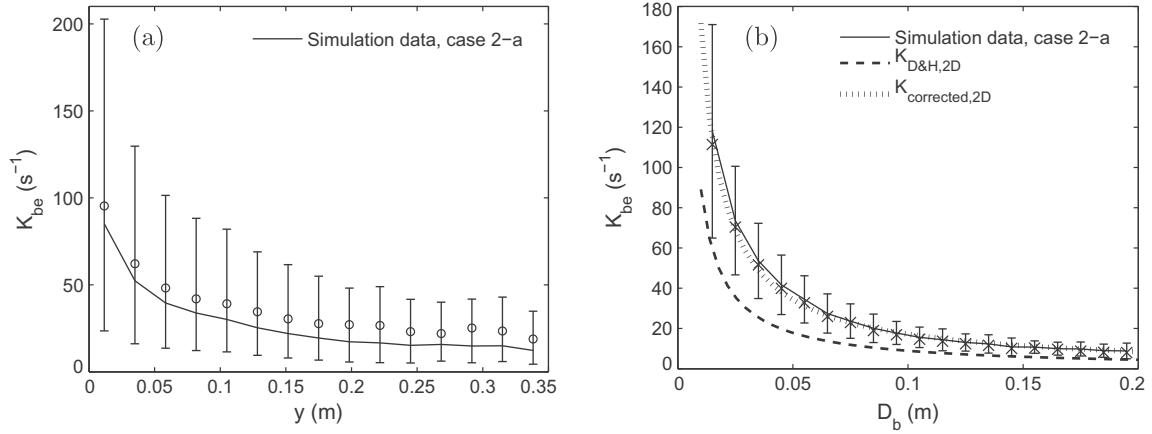 (a)
Simulation data, case 2−a
200
150
100
50
0
K_be (s⁻¹)
0 0.05 0.1 0.15 0.2 0.25 0.3 0.35
y (m)
(b)
Simulation data, case 2−a
K_D&H,2D
K_corrected,2D
180
160
140
120
100
80
60
40
20
0
K_be (s⁻¹)
0 0.05 0.1 0.15 0.2
D_b (m)